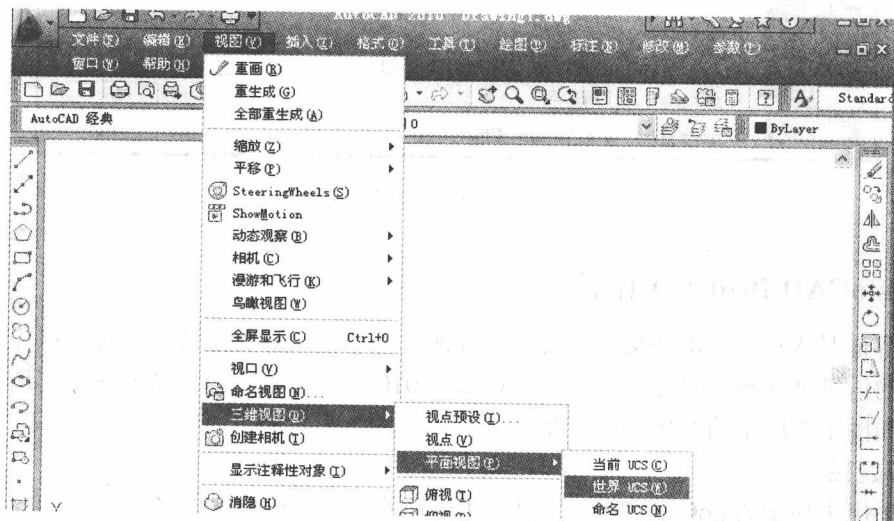 AutoCAD 2010 Drawing1.dwg
文件(F) 编辑(E) 视图(V) 插入(I) 格式(O) 工具(T) 绘图(D) 标注(N) 修改(M) 参数(P)
窗口(W) 帮助(H)
Standard
AutoCAD 经典
0
ByLayer
重画(R)
重生成(G)
全部重生成(A)
缩放(Z)
平移(P)
SteeringWheels(S)
ShowMotion
动态观察(B)
相机(C)
漫游和飞行(K)
鸟瞰视图(W)
全屏显示(C) Ctrl+0
视口(V)
命名视图(N)...
三维视图(D)
创建相机(T)
显示注释性对象(I)
消隐(H)
视点预设(I)...
视点(V)
平面视图(P)
俯视(T)
当前 UCS(C)
世界 UCS(W)
命名 UCS(N)
Y